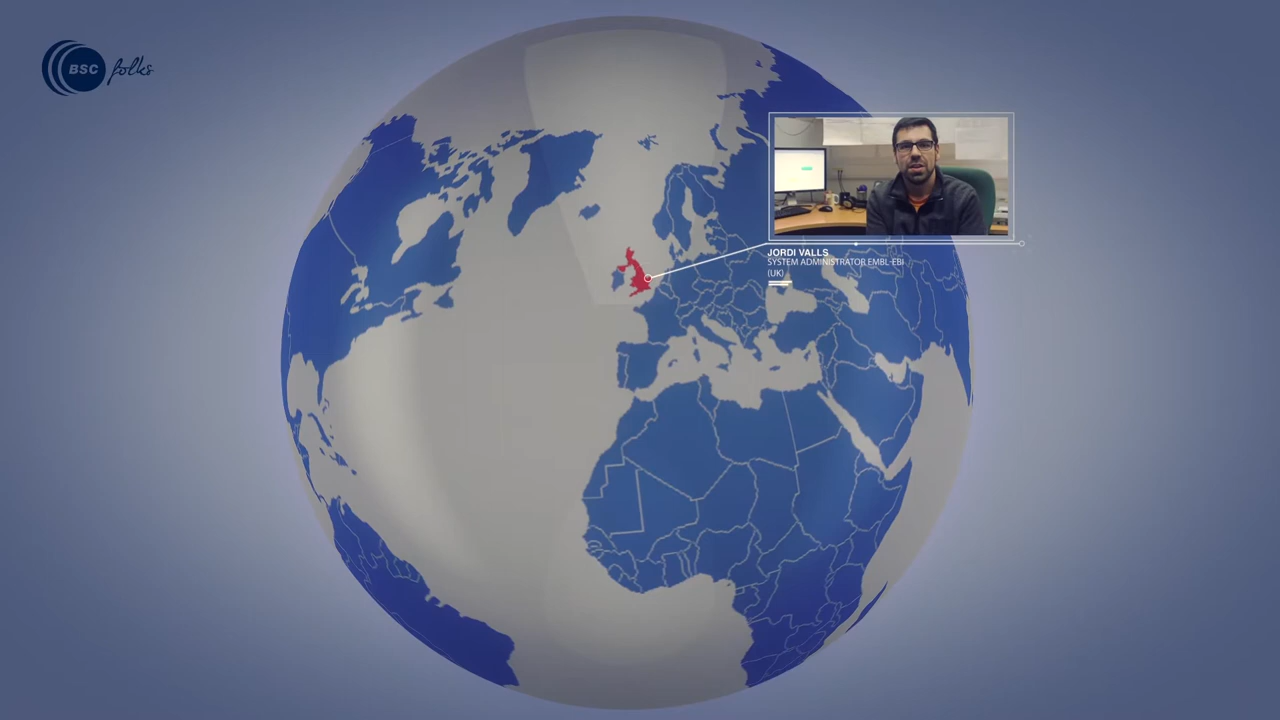 BSC folks
JORDI VALLS
SYSTEM ADMINISTRATOR EMBL-EBI
(UK)